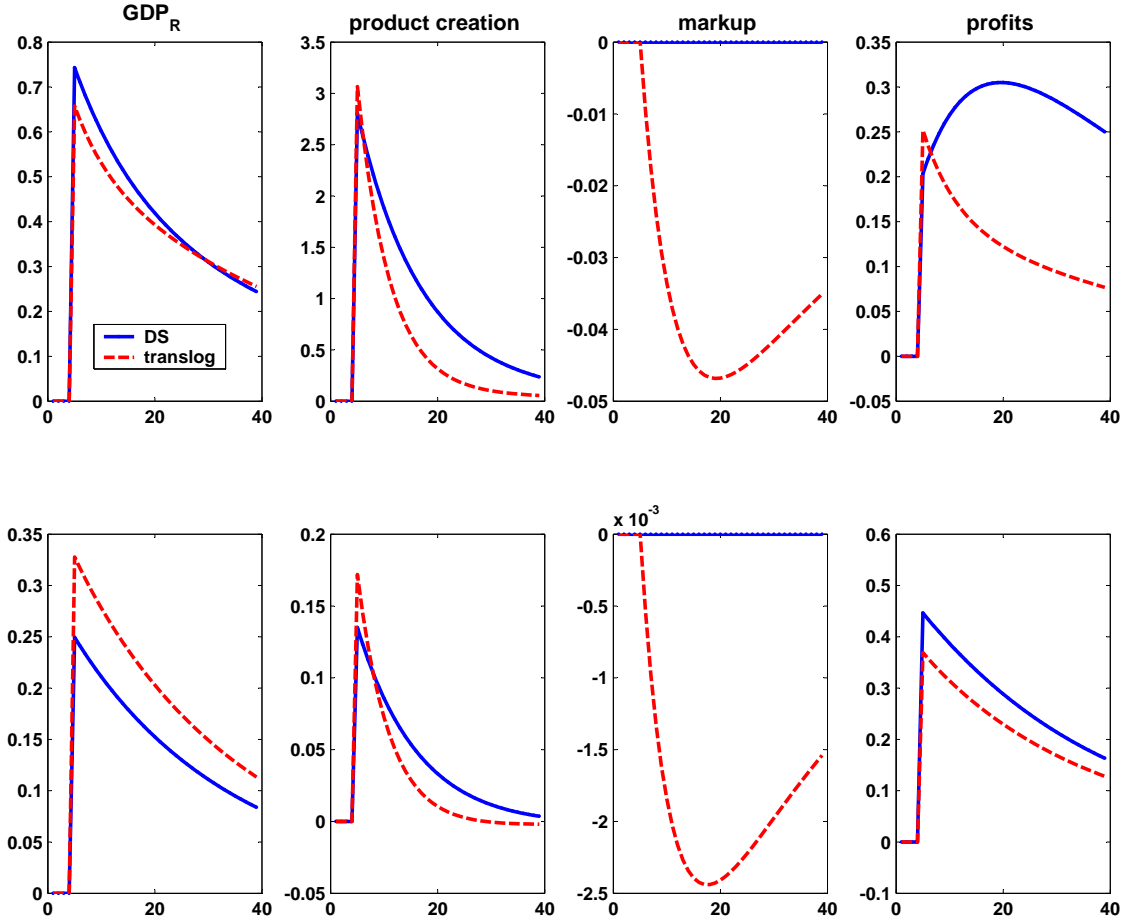 GDP_R product creation markup profits
0.8 3.5 0 0.35
0.7 3 -0.01 0.3
0.6 2.5 -0.02 0.25
0.5 2 -0.03 0.2
0.4 1.5 -0.04 0.15
0.3 1 -0.05 0.1
0.2 0.5 0.05
0.1 0 0
0 -0.05
DS
translog
0 20 40 0 20 40 0 20 40 0 20 40
x 10^-3
0.35 0.2 0 0.6
0.3 0.15 -0.5 0.5
0.25 0.1 -1 0.4
0.2 0.05 -1.5 0.3
0.15 0 -2 0.2
0.1 -0.05 -2.5 0.1
0.05 0
0 -0.1
0 20 40 0 20 40 0 20 40 0 20 40